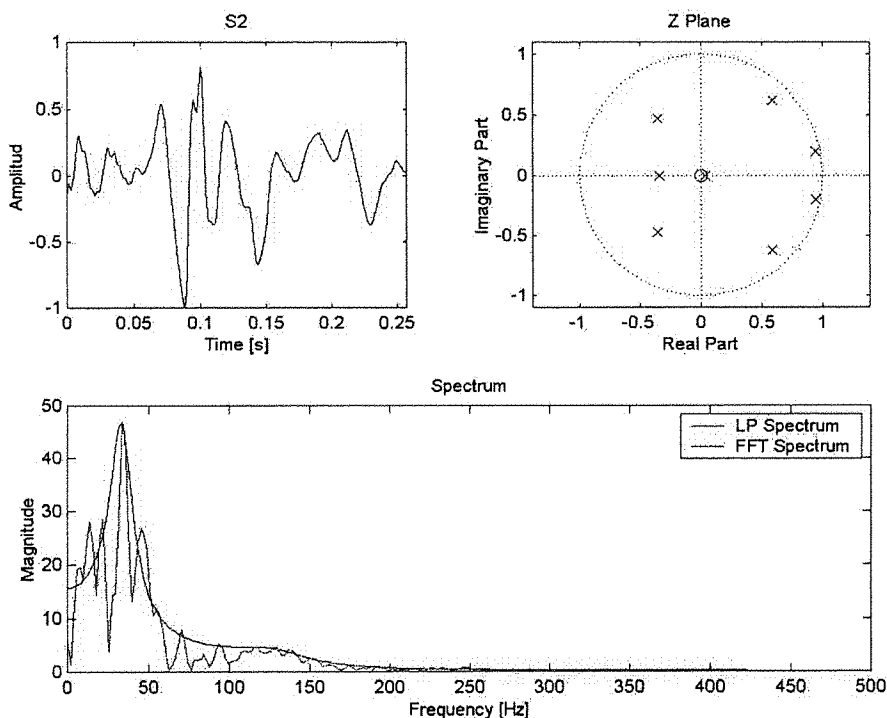 S2
1
0.5
0
-0.5
-1
Amplitud
0 0.05 0.1 0.15 0.2 0.25
Time [s]
Z Plane
1
0.5
0
-0.5
-1
Imaginary Part
-1 -0.5 0 0.5 1
Real Part
Spectrum
50
40
30
20
10
0
Magnitude
LP Spectrum
FFT Spectrum
0 50 100 150 200 250 300 350 400 450 500
Frequency [Hz]